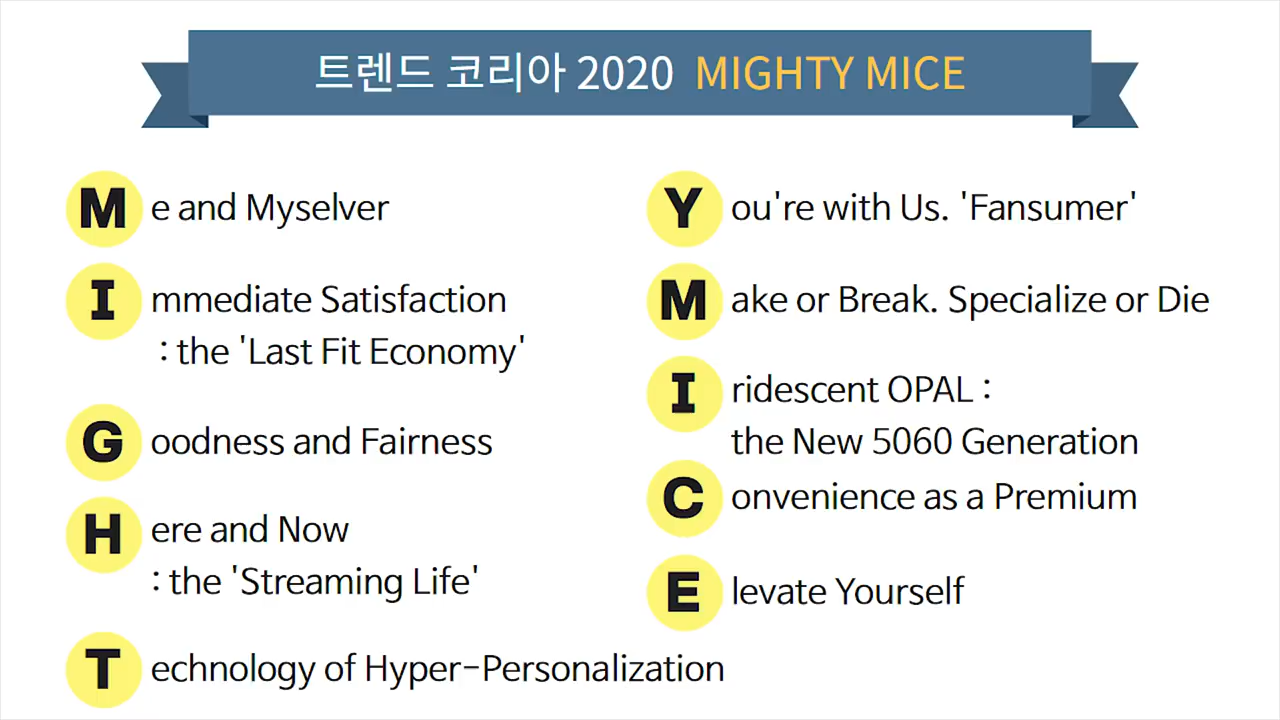 트렌드 코리아 2020 MIGHTY MICE
Me and Myselver
Immediate Satisfaction
: the 'Last Fit Economy'
Goodness and Fairness
Here and Now
: the 'Streaming Life'
Technology of Hyper-Personalization
You're with Us. 'Fansumer'
Make or Break. Specialize or Die
Iridescent OPAL :
the New 5060 Generation
Convenience as a Premium
Elevate Yourself